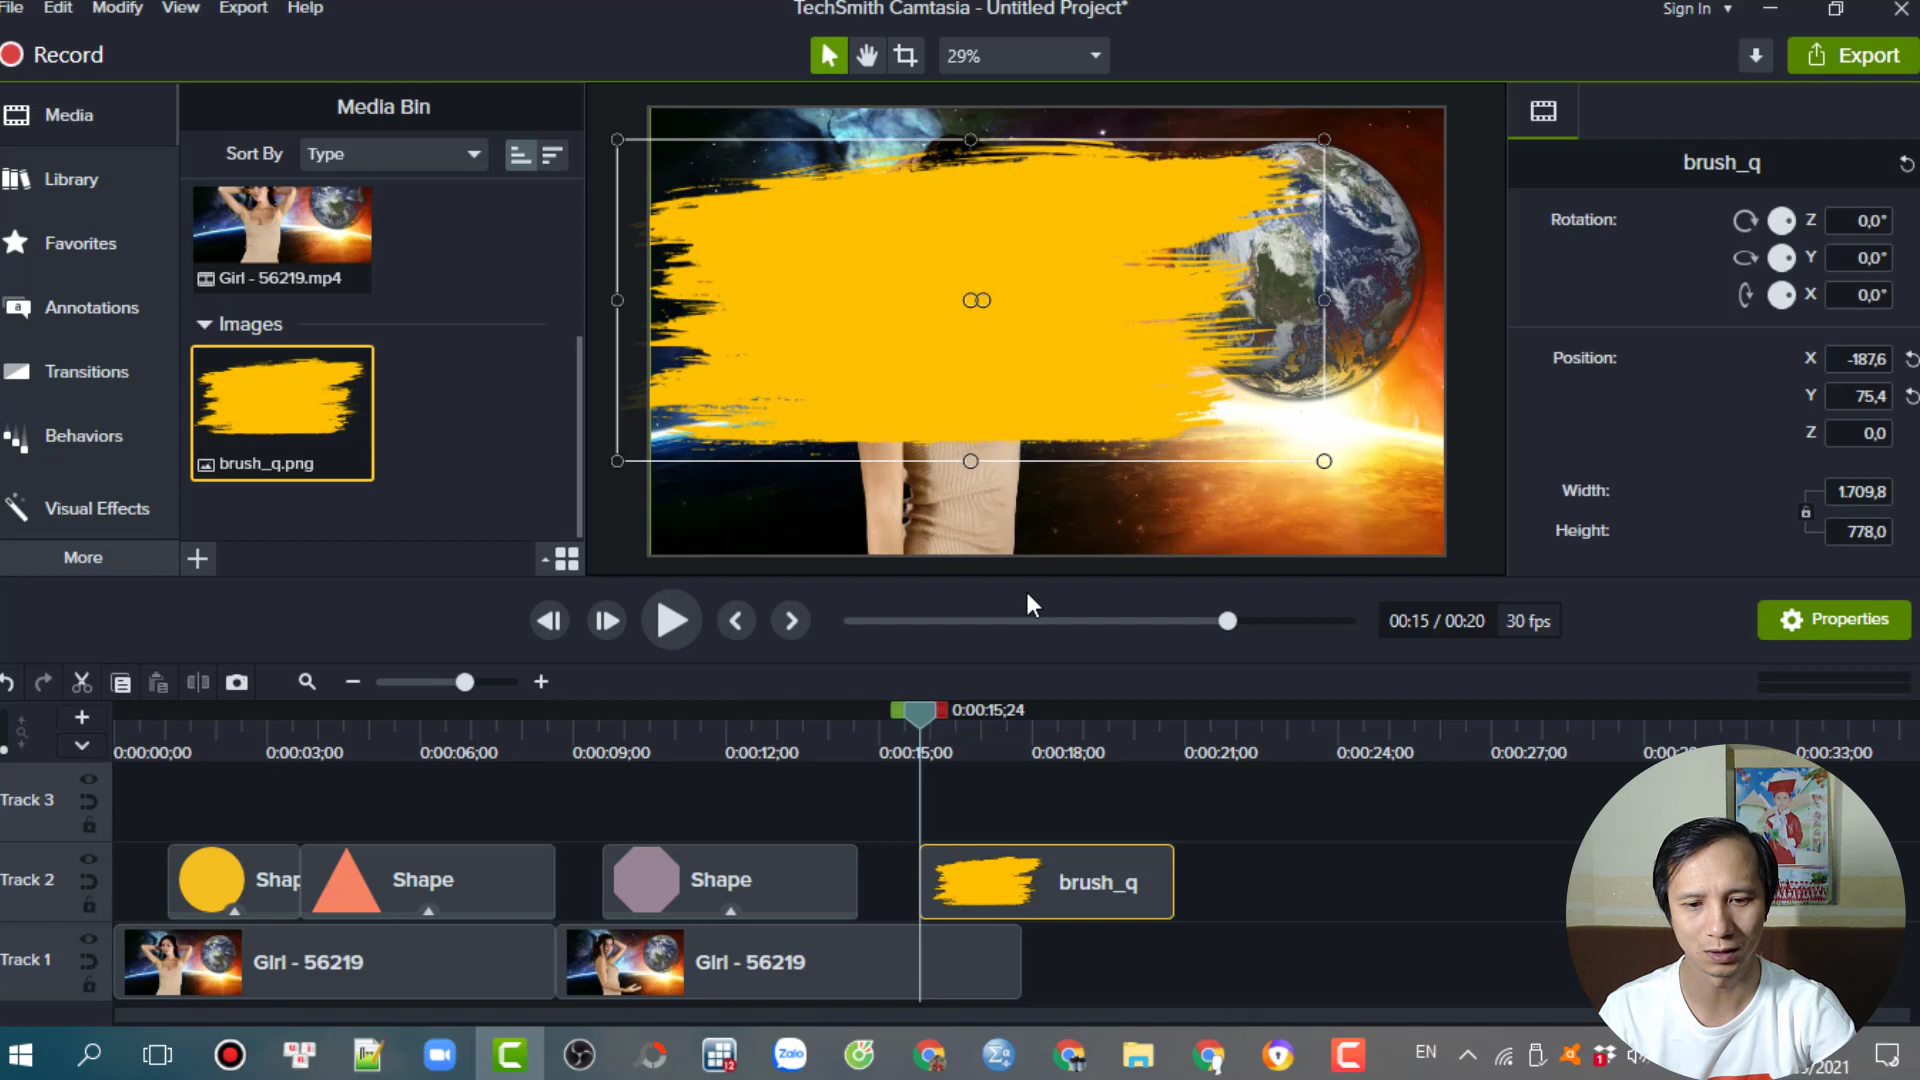 File Edit Modify View Export Help
TechSmith Camtasia - Untitled Project*
Sign In
Record
29%
Export
Media
Library
Favorites
Annotations
Transitions
Behaviors
Visual Effects
More
Media Bin
Sort By Type
Girl - 56219.mp4
Images
brush_q.png
brush_q
Rotation:
Z 0,0°
Y 0,0°
X 0,0°
Position:
X -187,6
Y 75,4
Z 0,0
Width: 1.709,8
Height: 778,0
00:15 / 00:20 30 fps
Properties
0:00:15;24
0:00:00;00 0:00:03;00 0:00:06;00 0:00:09;00 0:00:12;00 0:00:15;00 0:00:18;00 0:00:21;00 0:00:24;00 0:00:27;00 0:00:33;00
Track 3
Track 2
Shap
Shape
Shape
brush_q
Track 1
Girl - 56219
Girl - 56219
Zalo
12
EN
1
/2021